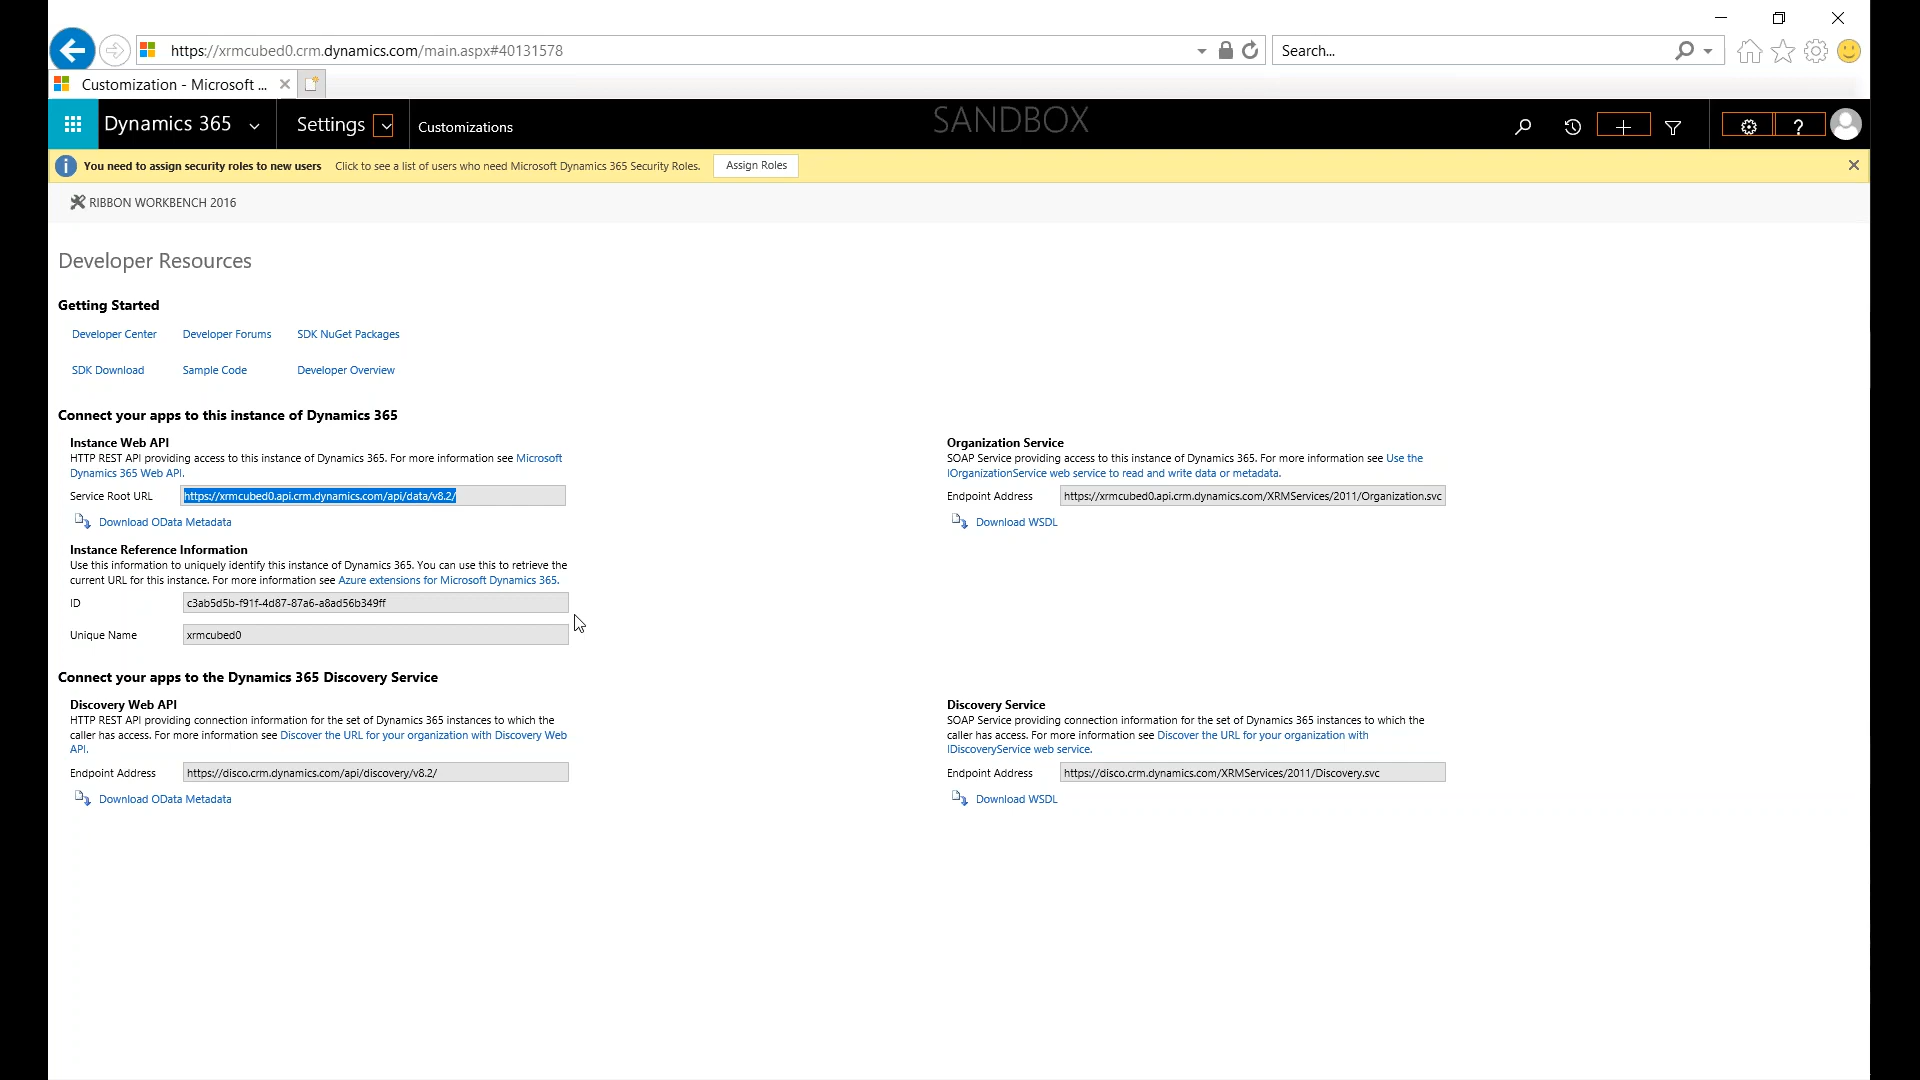 https://xrmcubed0.crm.dynamics.com/main.aspx#40131578
Search...
Customization - Microsoft ...
Dynamics 365
Settings
Customizations
SANDBOX
You need to assign security roles to new users Click to see a list of users who need Microsoft Dynamics 365 Security Roles. Assign Roles
RIBBON WORKBENCH 2016
Developer Resources
Getting Started
Developer Center Developer Forums SDK NuGet Packages
SDK Download Sample Code Developer Overview
Connect your apps to this instance of Dynamics 365
Instance Web API
HTTP REST API providing access to this instance of Dynamics 365. For more information see Microsoft
Dynamics 365 Web API.
Service Root URL https://xrmcubed0.api.crm.dynamics.com/api/data/v8.2/
Download OData Metadata
Organization Service
SOAP Service providing access to this instance of Dynamics 365. For more information see Use the
IOrganizationService web service to read and write data or metadata.
Endpoint Address https://xrmcubed0.api.crm.dynamics.com/XRMServices/2011/Organization.svc
Download WSDL
Instance Reference Information
Use this information to uniquely identify this instance of Dynamics 365. You can use this to retrieve the
current URL for this instance. For more information see Azure extensions for Microsoft Dynamics 365.
ID c3ab5d5b-f91f-4d87-87a6-a8ad56b349ff
Unique Name xrmcubed0
Connect your apps to the Dynamics 365 Discovery Service
Discovery Web API
HTTP REST API providing connection information for the set of Dynamics 365 instances to which the
caller has access. For more information see Discover the URL for your organization with Discovery Web
API.
Endpoint Address https://disco.crm.dynamics.com/api/discovery/v8.2/
Download OData Metadata
Discovery Service
SOAP Service providing connection information for the set of Dynamics 365 instances to which the
caller has access. For more information see Discover the URL for your organization with
IDiscoveryService web service.
Endpoint Address https://disco.crm.dynamics.com/XRMServices/2011/Discovery.svc
Download WSDL